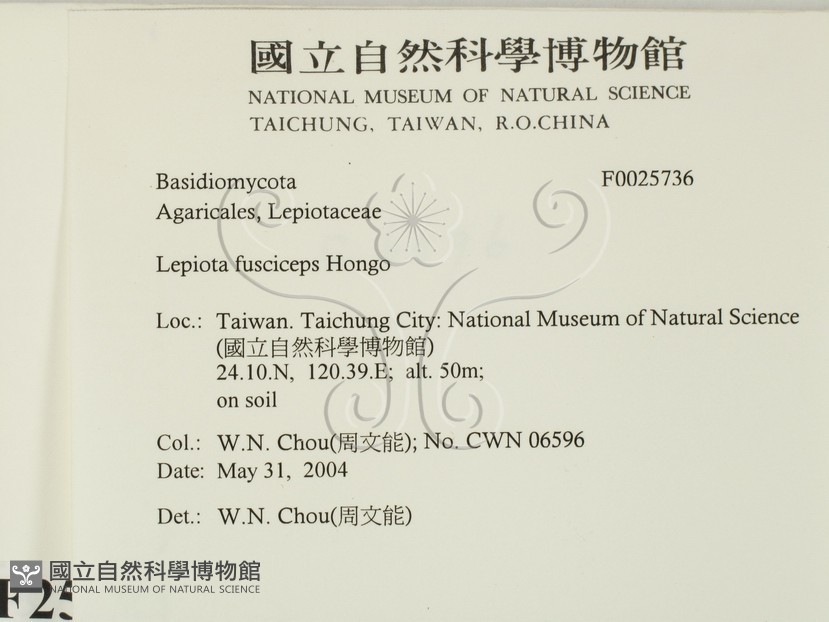 國立自然科學博物館
NATIONAL MUSEUM OF NATURAL SCIENCE
TAICHUNG, TAIWAN, R.O.CHINA
Basidiomycota F0025736
Agaricales, Lepiotaceae
Lepiota fusciceps Hongo
Loc.: Taiwan. Taichung City: National Museum of Natural Science
(國立自然科學博物館)
24.10.N, 120.39.E; alt. 50m;
on soil
Col.: W.N. Chou(周文能); No. CWN 06596
Date: May 31, 2004
Det.: W.N. Chou(周文能)
國立自然科學博物館
NATIONAL MUSEUM OF NATURAL SCIENCE